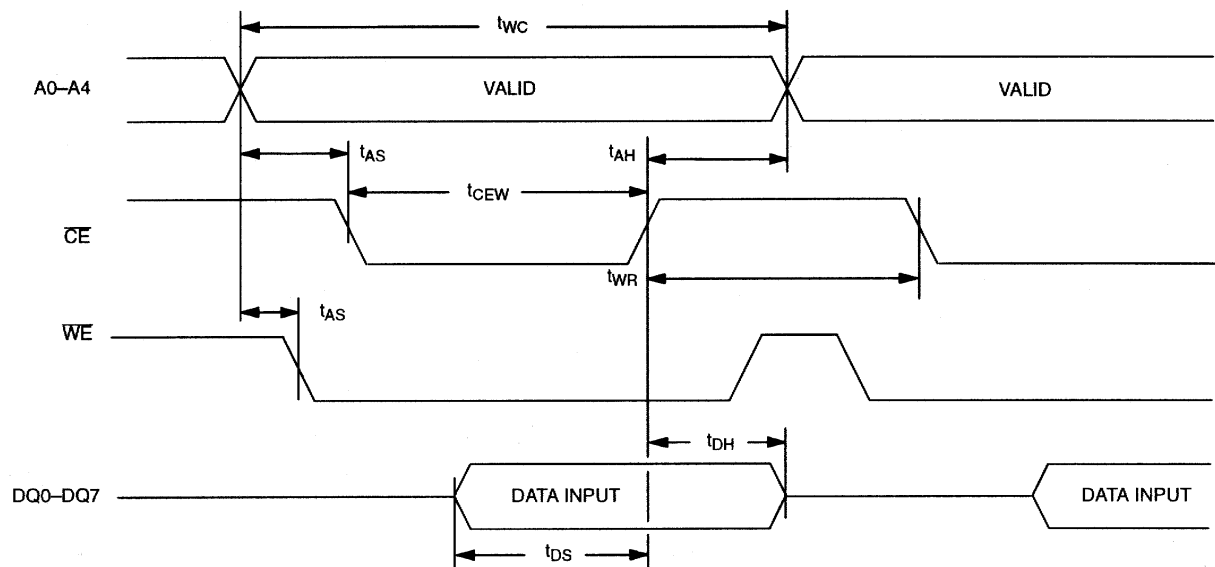 tWC
A0–A4
VALID
VALID
tAS
tAH
tCEW
CE
tWR
tAS
WE
tDH
DQ0–DQ7
DATA INPUT
DATA INPUT
tDS